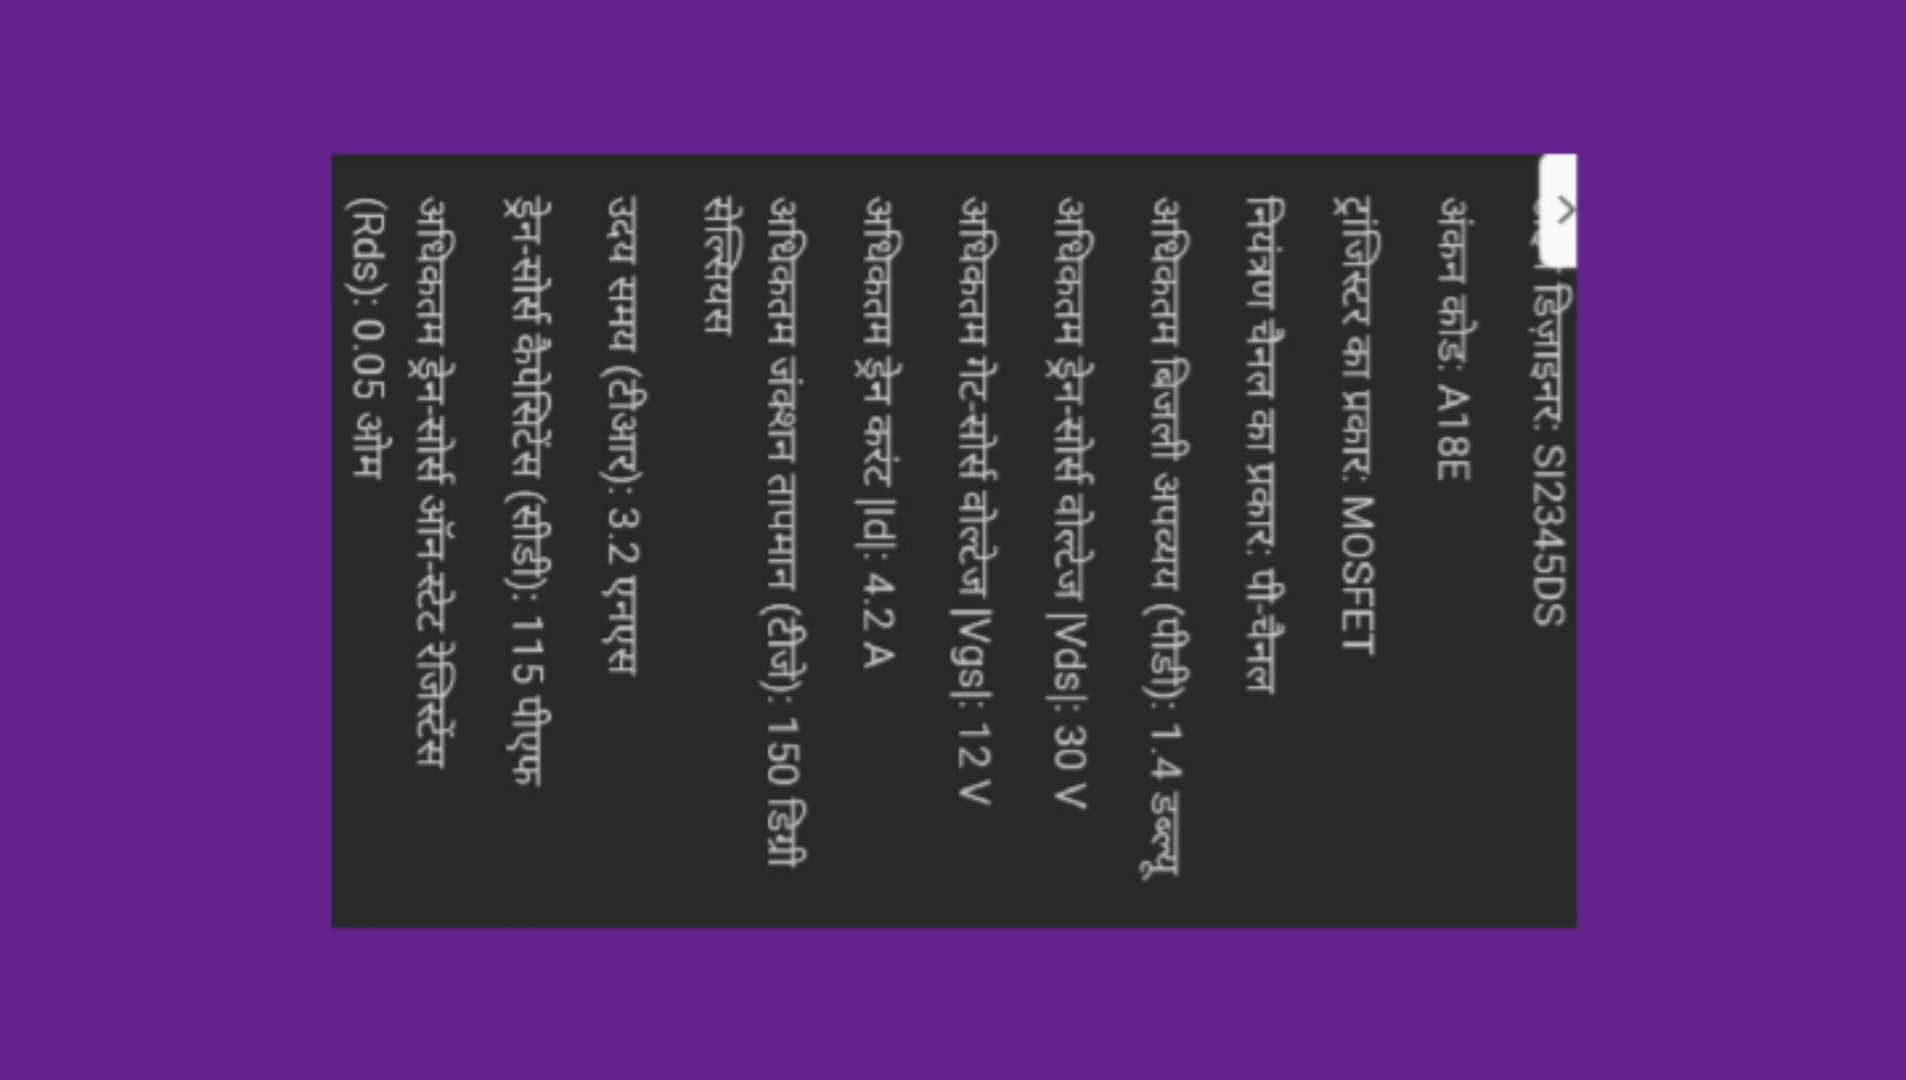 डिज़ाइनर: SI2345DS
अंकन कोड: A18E
ट्रांजिस्टर का प्रकार: MOSFET
नियंत्रण चैनल का प्रकार: पी-चैनल
अधिकतम बिजली अपव्यय (पीडी): 1.4 डब्ल्यू
अधिकतम ड्रेन-सोर्स वोल्टेज |Vds|: 30 V
अधिकतम गेट-सोर्स वोल्टेज |Vgs|: 12 V
अधिकतम ड्रेन करंट |Id|: 4.2 A
अधिकतम जंक्शन तापमान (टीजे): 150 डिग्री
सेल्सियस
उदय समय (टीआर): 3.2 एनएस
ड्रेन-सोर्स कैपेसिटेंस (सीडी): 115 पीएफ
अधिकतम ड्रेन-सोर्स ऑन-स्टेट रेजिस्टेंस
(Rds): 0.05 ओम